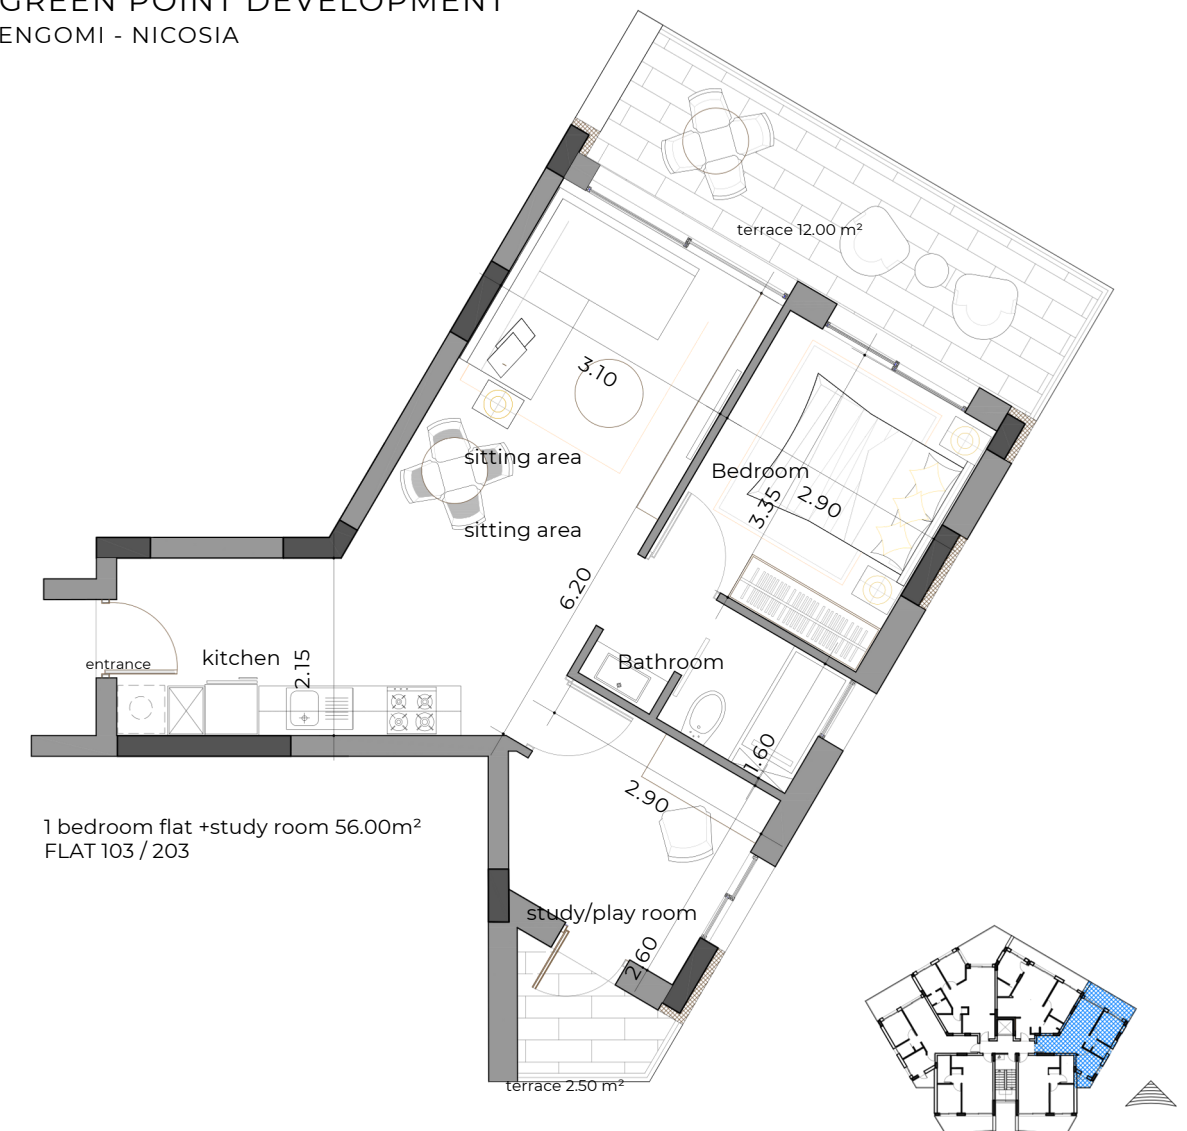 GREEN POINT DEVELOPMENT
ENGOMI - NICOSIA
terrace 12.00 m²
3.10
sitting area
Bedroom
2.90
3.35
sitting area
6.20
kitchen
2.15
entrance
Bathroom
1.60
2.90
1 bedroom flat +study room 56.00m²
FLAT 103 / 203
study/play room
2.60
terrace 2.50 m²